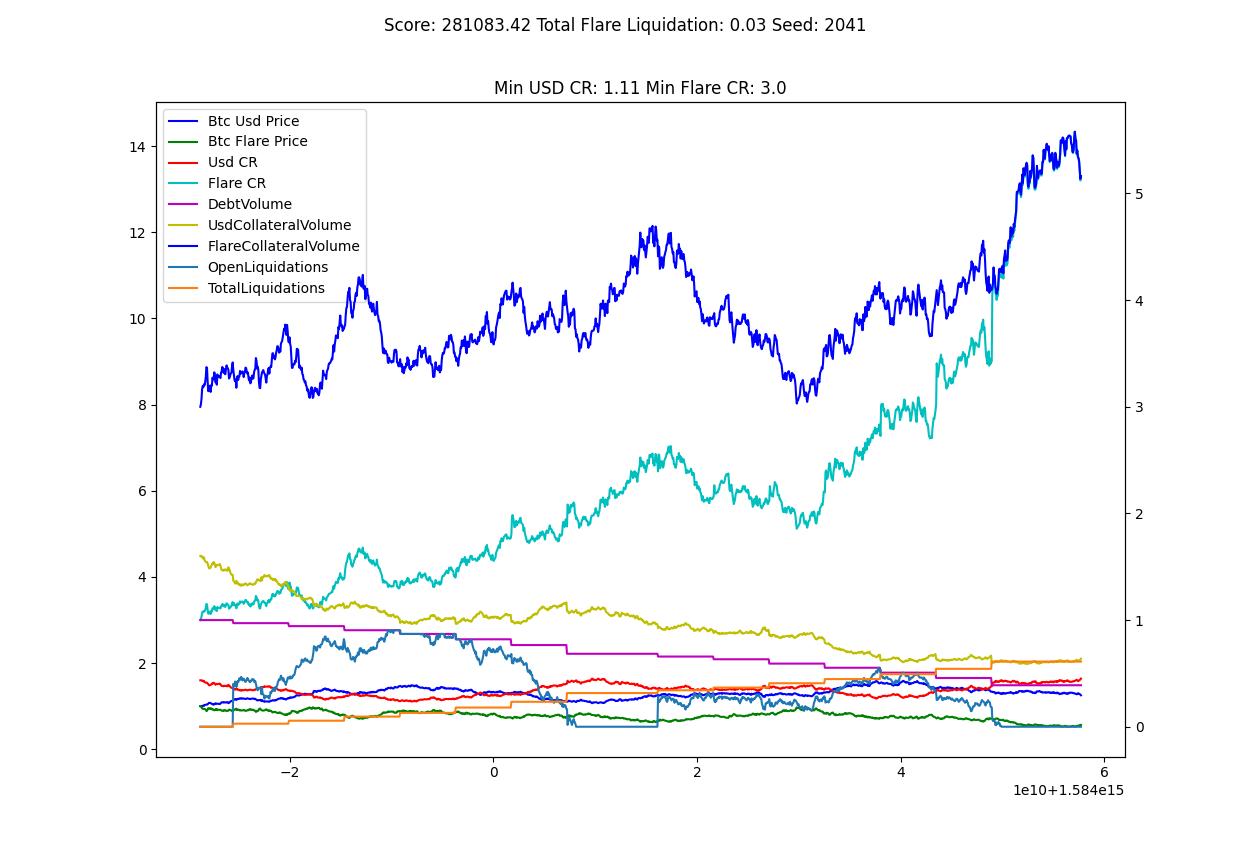 Score: 281083.42 Total Flare Liquidation: 0.03 Seed: 2041
Min USD CR: 1.11 Min Flare CR: 3.0
Btc Usd Price
Btc Flare Price
Usd CR
Flare CR
DebtVolume
UsdCollateralVolume
FlareCollateralVolume
OpenLiquidations
TotalLiquidations
14
12
10
8
6
4
2
0
5
4
3
2
1
0
−2 0 2 4 6
1e10+1.584e15